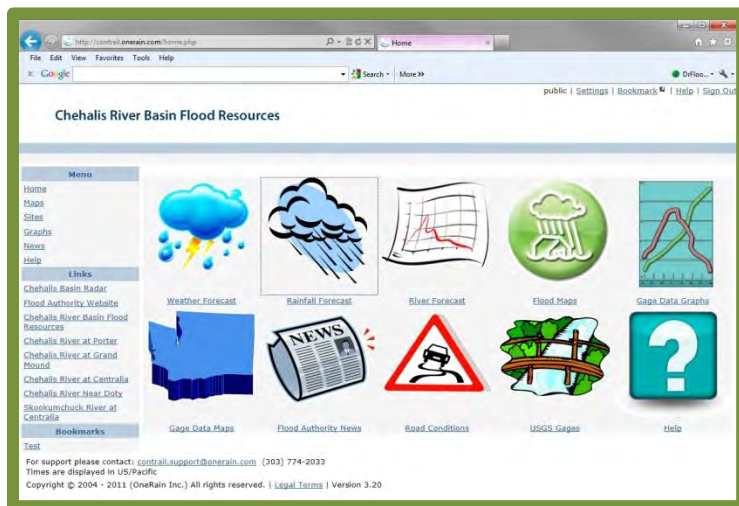 http://contrail.onerain.com/home.php
Home
File Edit View Favorites Tools Help
x Google
Search
More >>
DrFloo...
public | Settings | Bookmark | Help | Sign Out
Chehalis River Basin Flood Resources
Menu
Home
Maps
Sites
Graphs
News
Help
Links
Chehalis Basin Radar
Flood Authority Website
Chehalis River Basin Flood
Resources
Chehalis River at Porter
Chehalis River at Grand
Mound
Chehalis River at Centralia
Chehalis River Near Doty
Skookumchuck River at
Centralia
Bookmarks
Test
Weather Forecast
Rainfall Forecast
River Forecast
Flood Maps
Gage Data Graphs
NEWS
?
Gage Data Maps
Flood Authority News
Road Conditions
USGS Gages
Help
For support please contact: contrail.support@onerain.com (303) 774-2033
Times are displayed in US/Pacific
Copyright © 2004 - 2011 (OneRain Inc.) All rights reserved. | Legal Terms | Version 3.20